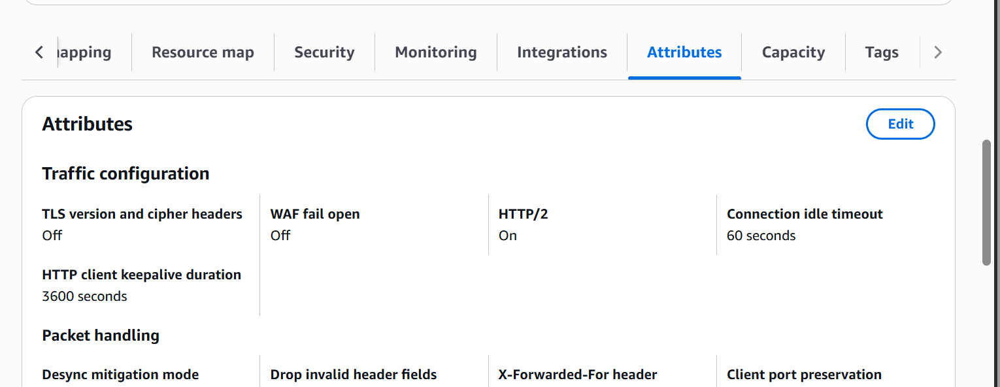 apping Resource map Security Monitoring Integrations Attributes Capacity Tags
Attributes Edit
Traffic configuration
TLS version and cipher headers WAF fail open HTTP/2 Connection idle timeout
Off Off On 60 seconds
HTTP client keepalive duration
3600 seconds
Packet handling
Desync mitigation mode Drop invalid header fields X-Forwarded-For header Client port preservation